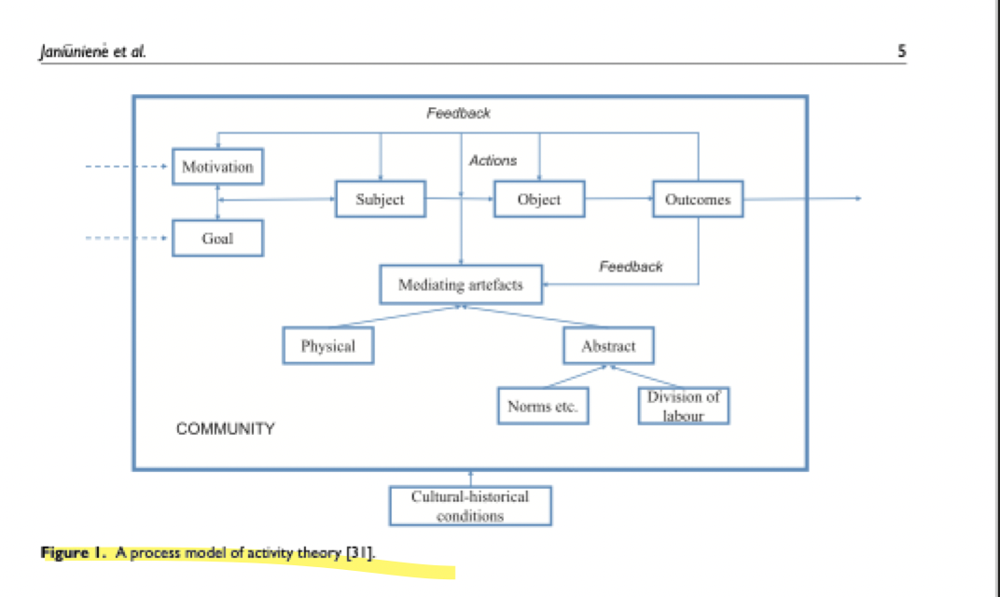 Janiūnienė et al.
5
Feedback
Motivation
Actions
Subject
Object
Outcomes
Goal
Feedback
Mediating artefacts
Physical
Abstract
Norms etc.
Division of
labour
COMMUNITY
Cultural-historical
conditions
Figure 1. A process model of activity theory [31].